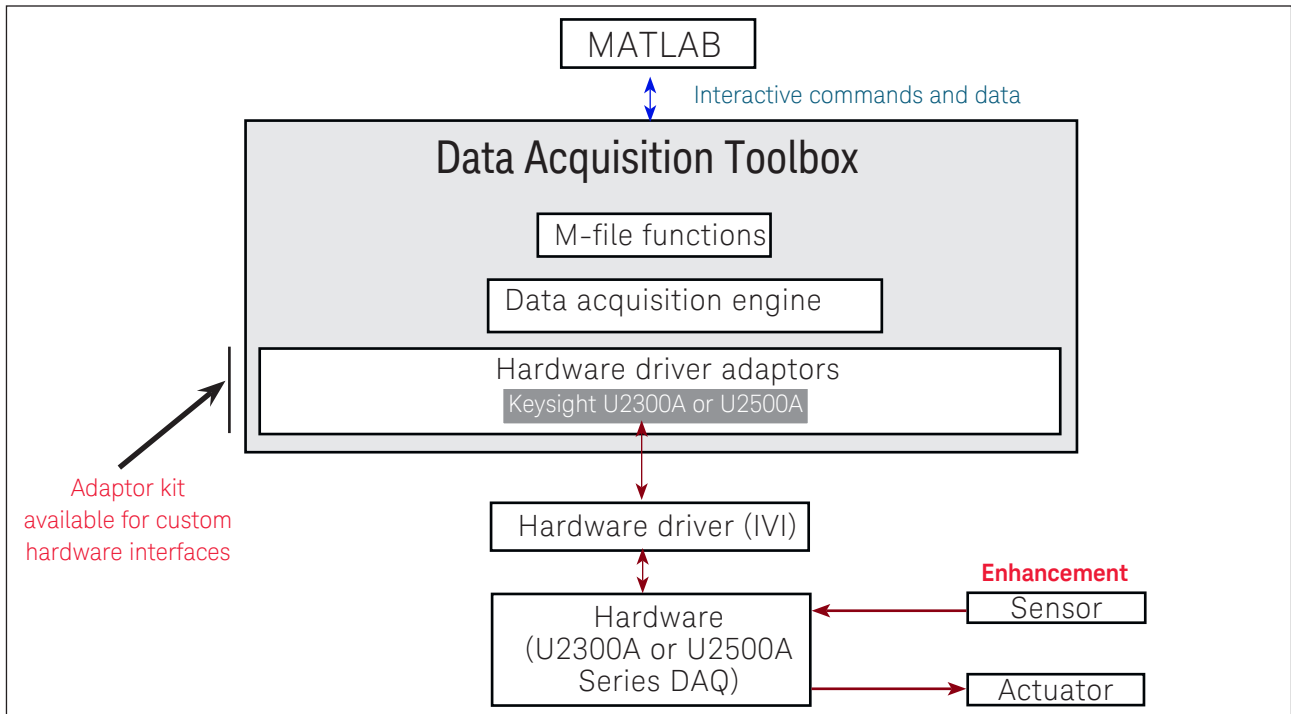 MATLAB
Interactive commands and data
Data Acquisition Toolbox
M-file functions
Data acquisition engine
Hardware driver adaptors
Keysight U2300A or U2500A
Adaptor kit
available for custom
hardware interfaces
Hardware driver (IVI)
Enhancement
Sensor
Hardware
(U2300A or U2500A
Series DAQ)
Actuator